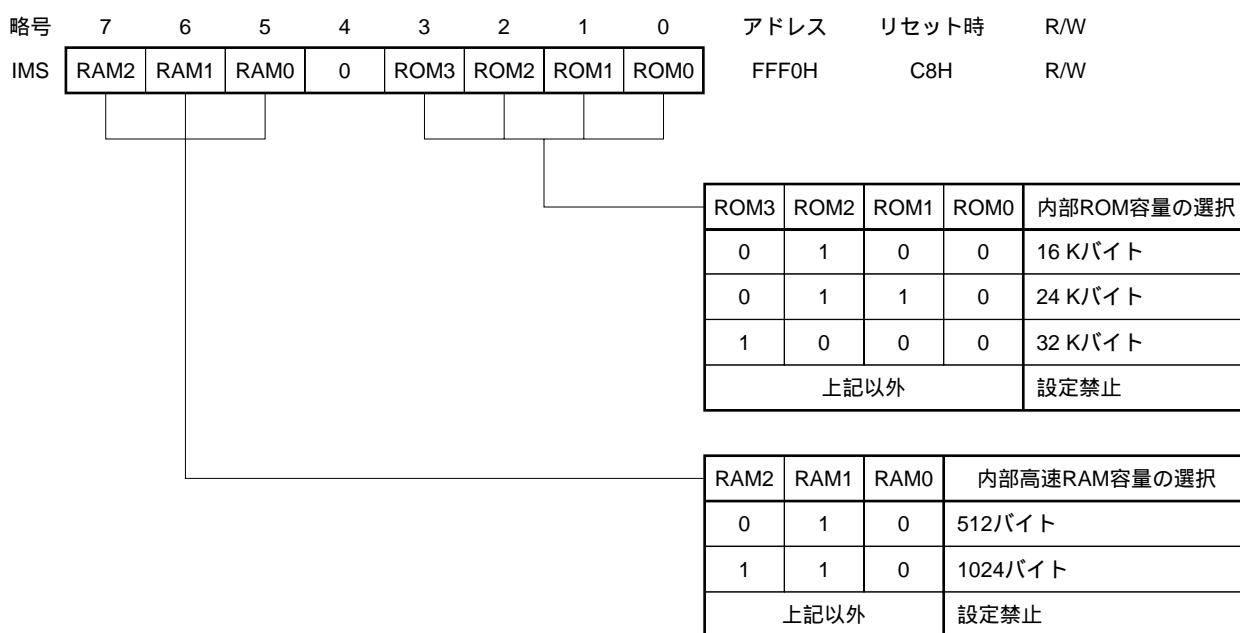 略号 7 6 5 4 3 2 1 0 アドレス リセット時 R/W
IMS RAM2 RAM1 RAM0 0 ROM3 ROM2 ROM1 ROM0 FFF0H C8H R/W
ROM3 ROM2 ROM1 ROM0 内部ROM容量の選択
0 1 0 0 16 Kバイト
0 1 1 0 24 Kバイト
1 0 0 0 32 Kバイト
上記以外 設定禁止
RAM2 RAM1 RAM0 内部高速RAM容量の選択
0 1 0 512バイト
1 1 0 1024バイト
上記以外 設定禁止